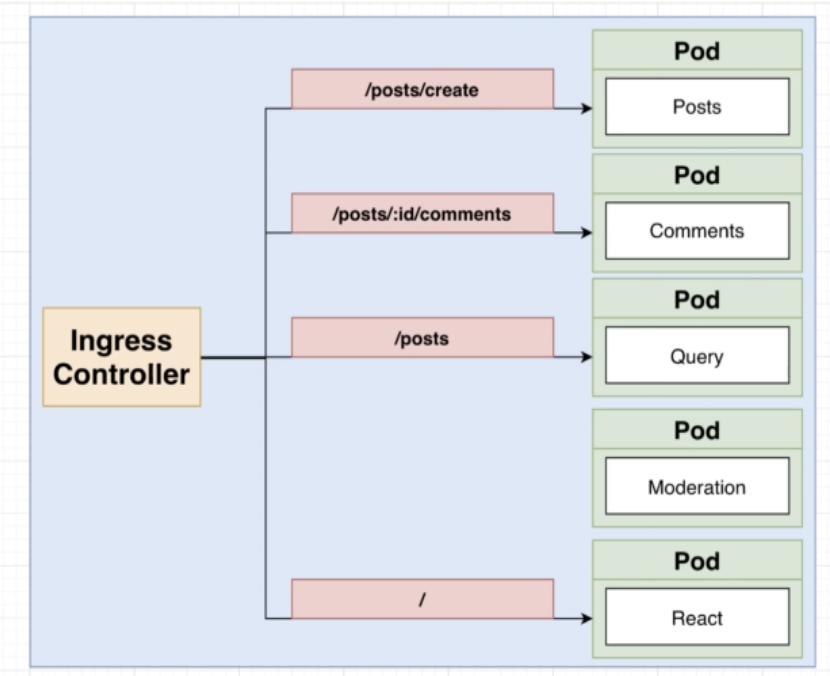 Pod
/posts/create
Posts
Pod
/posts/:id/comments
Comments
Pod
/posts
Ingress
Controller
Query
Pod
Moderation
Pod
/
React